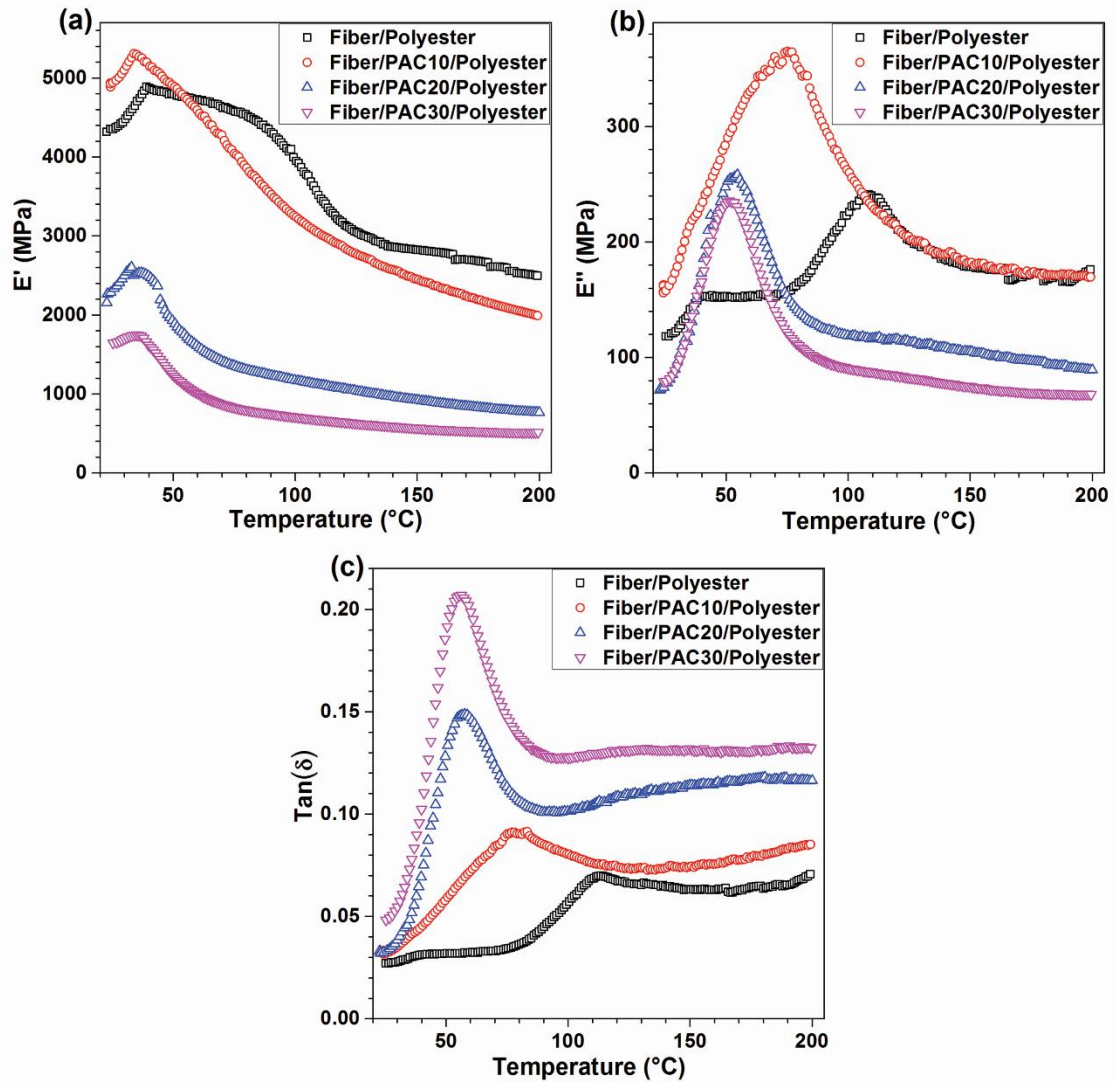 (a)
Fiber/Polyester
Fiber/PAC10/Polyester
Fiber/PAC20/Polyester
Fiber/PAC30/Polyester
5000
4000
3000
2000
1000
0
E' (MPa)
50
100
150
200
Temperature (°C)
(b)
Fiber/Polyester
Fiber/PAC10/Polyester
Fiber/PAC20/Polyester
Fiber/PAC30/Polyester
300
200
100
0
E'' (MPa)
50
100
150
200
Temperature (°C)
(c)
Fiber/Polyester
Fiber/PAC10/Polyester
Fiber/PAC20/Polyester
Fiber/PAC30/Polyester
0.20
0.15
0.10
0.05
0.00
Tan(δ)
50
100
150
200
Temperature (°C)